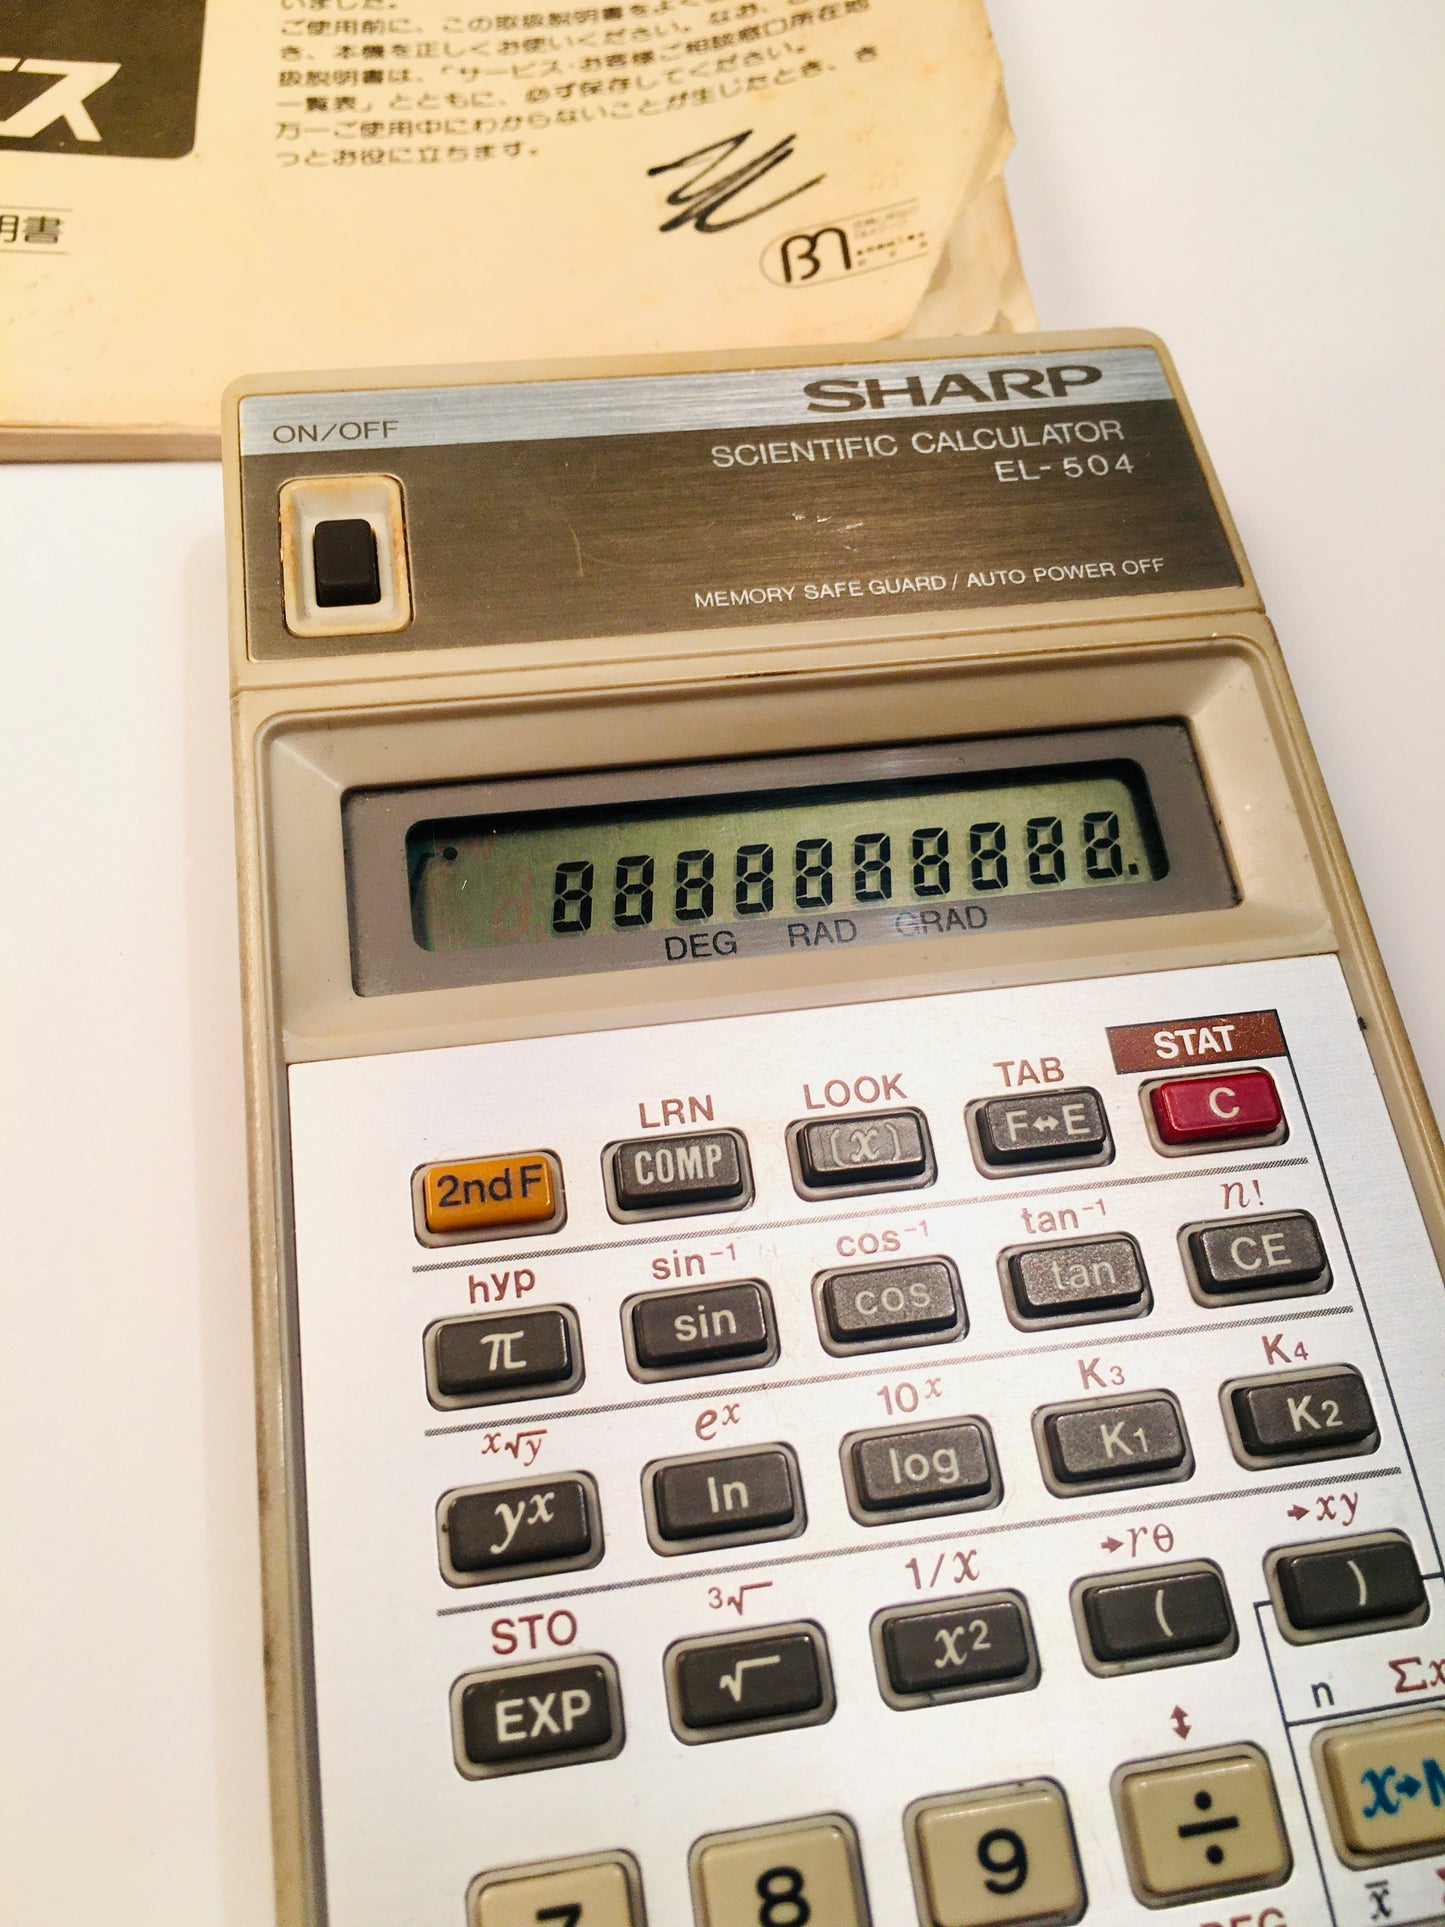 いました。
ご使用前に、この取扱説明書をよく
き、本機を正しくお使いください。なお、
扱説明書は、「サービス・お客様ご相談窓口所在地
一覧表」とともに、必ず保存してください。
万一ご使用中にわからないことが生じたとき、き
っとお役に立ちます。
ス
明書
SHARP
ON/OFF
SCIENTIFIC CALCULATOR
EL-504
MEMORY SAFE GUARD / AUTO POWER OFF
8888888888.
DEG RAD GRAD
STAT
LRN LOOK TAB
2ndF COMP (x) F↔E C
hyp sin⁻¹ cos⁻¹ tan⁻¹ n!
π sin cos tan CE
ˣ√y eˣ 10ˣ K₃ K₄
yˣ ln log K₁ K₂
STO ³√ 1/x →rθ →xy
EXP √ x² ( )
↕ n Σx
7 8 9 ÷ x→M
DEG x̄